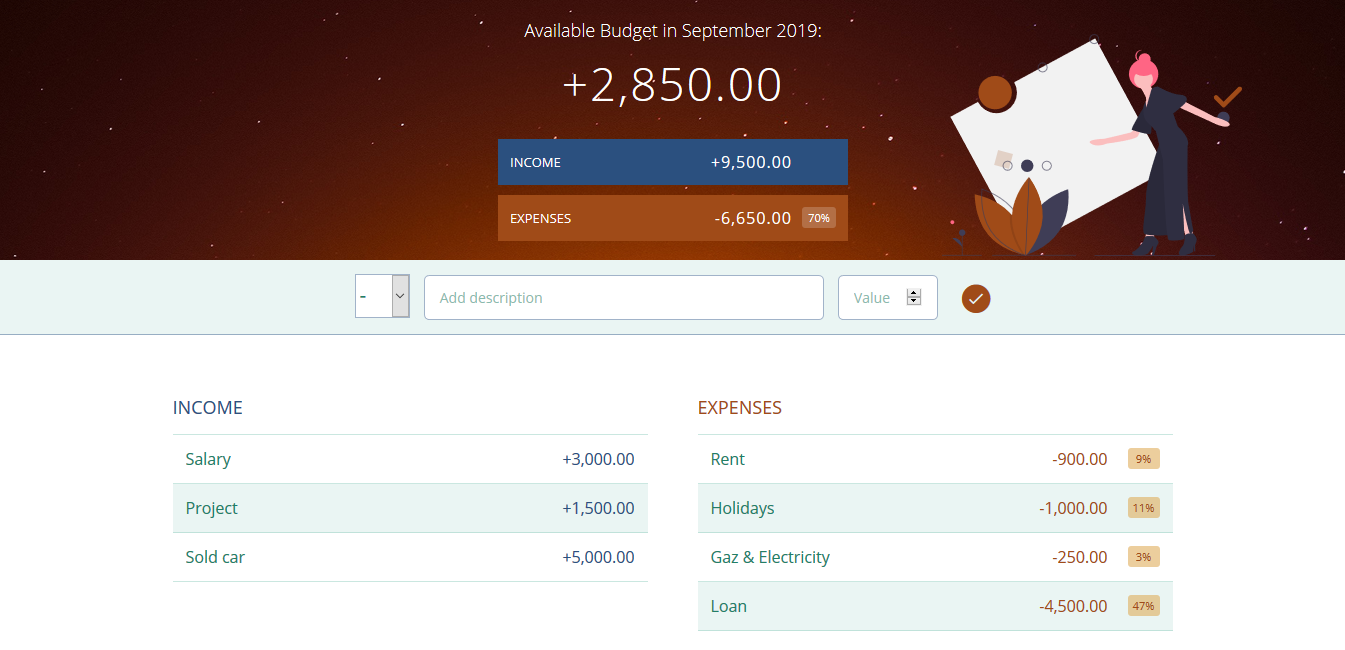 Available Budget in September 2019:
+2,850.00
INCOME +9,500.00
EXPENSES -6,650.00 70%
- Add description Value
INCOME
Salary +3,000.00
Project +1,500.00
Sold car +5,000.00
EXPENSES
Rent -900.00 9%
Holidays -1,000.00 11%
Gaz & Electricity -250.00 3%
Loan -4,500.00 47%